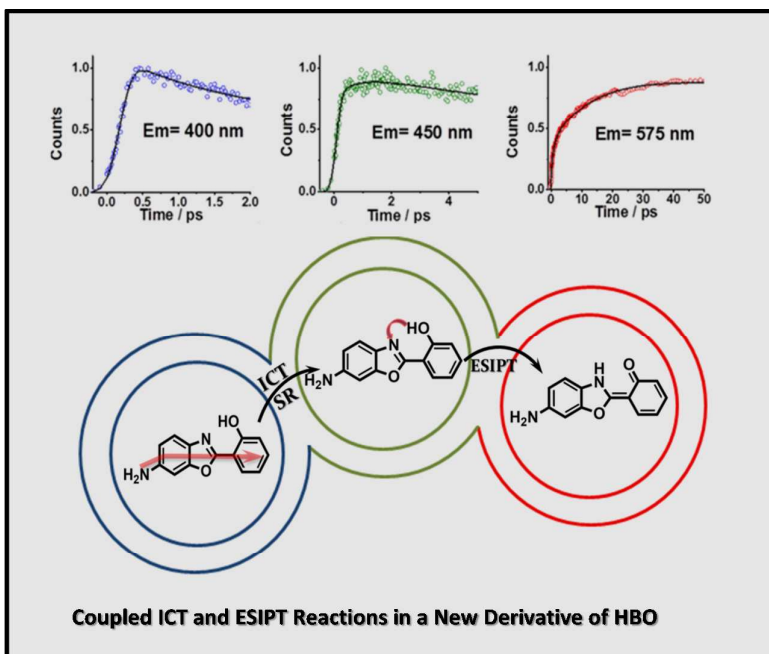 1.0
0.5
0.0
Counts
Em= 400 nm
0.0 0.5 1.0 1.5 2.0
Time / ps
1.0
0.5
0.0
Counts
Em= 450 nm
0 2 4
Time / ps
1.0
0.5
0.0
Counts
Em= 575 nm
0 10 20 30 40 50
Time / ps
HO
N
O
H₂N
ICT
SR
HO
N
O
H₂N
ESIPT
H
N
O
O
H₂N
Coupled ICT and ESIPT Reactions in a New Derivative of HBO